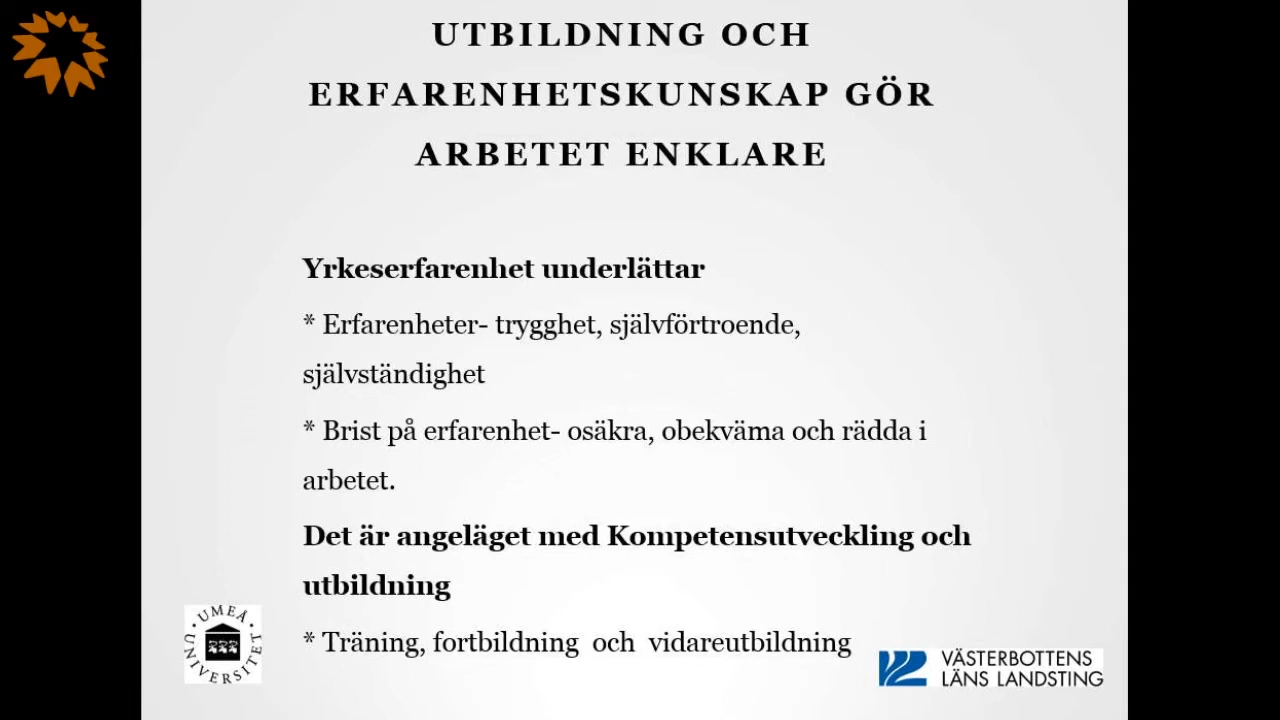 UTBILDNING OCH
ERFARENHETSKUNSKAP GÖR
ARBETET ENKLARE
Yrkeserfarenhet underlättar
* Erfarenheter- trygghet, självförtroende,
självständighet
* Brist på erfarenhet- osäkra, obekväma och rädda i
arbetet.
Det är angeläget med Kompetensutveckling och
utbildning
* Träning, fortbildning och vidareutbildning
UMEÅ UNIVERSITET
VÄSTERBOTTENS
LÄNS LANDSTING